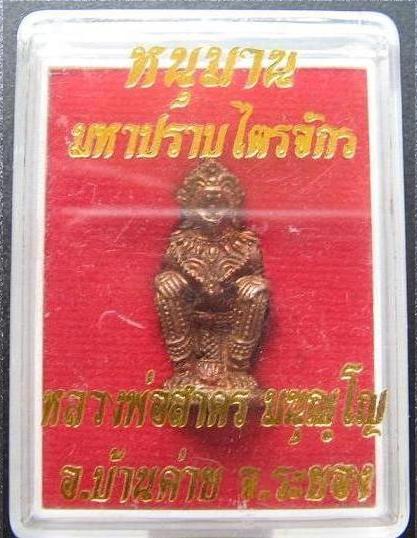 หนุมาน
มหาปราบไตรจักร
หลวงพ่อสาคร มนุญฺโญ
อ.บ้านค่าย จ.ระยอง